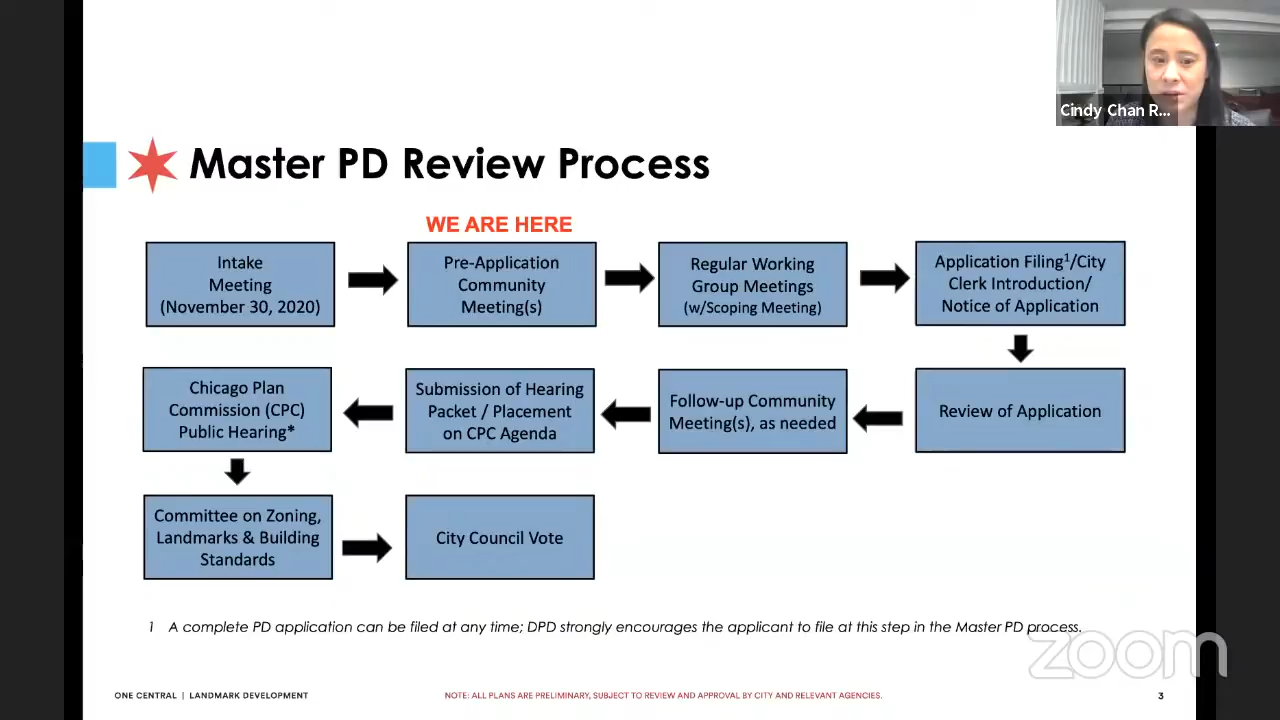 Cindy Chan R...
Master PD Review Process
WE ARE HERE
Intake
Meeting
(November 30, 2020)
Pre-Application
Community
Meeting(s)
Regular Working
Group Meetings
(w/Scoping Meeting)
Application Filing¹/City
Clerk Introduction/
Notice of Application
Review of Application
Follow-up Community
Meeting(s), as needed
Submission of Hearing
Packet / Placement
on CPC Agenda
Chicago Plan
Commission (CPC)
Public Hearing*
Committee on Zoning,
Landmarks & Building
Standards
City Council Vote
1 A complete PD application can be filed at any time; DPD strongly encourages the applicant to file at this step in the Master PD process.
zoom
ONE CENTRAL | LANDMARK DEVELOPMENT
NOTE: ALL PLANS ARE PRELIMINARY, SUBJECT TO REVIEW AND APPROVAL BY CITY AND RELEVANT AGENCIES.
3